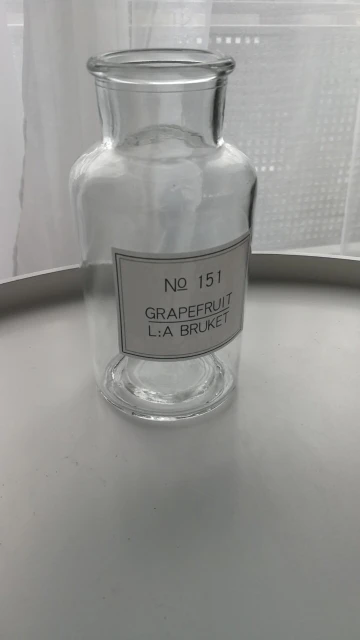 No 151
GRAPEFRUIT
L:A BRUKET